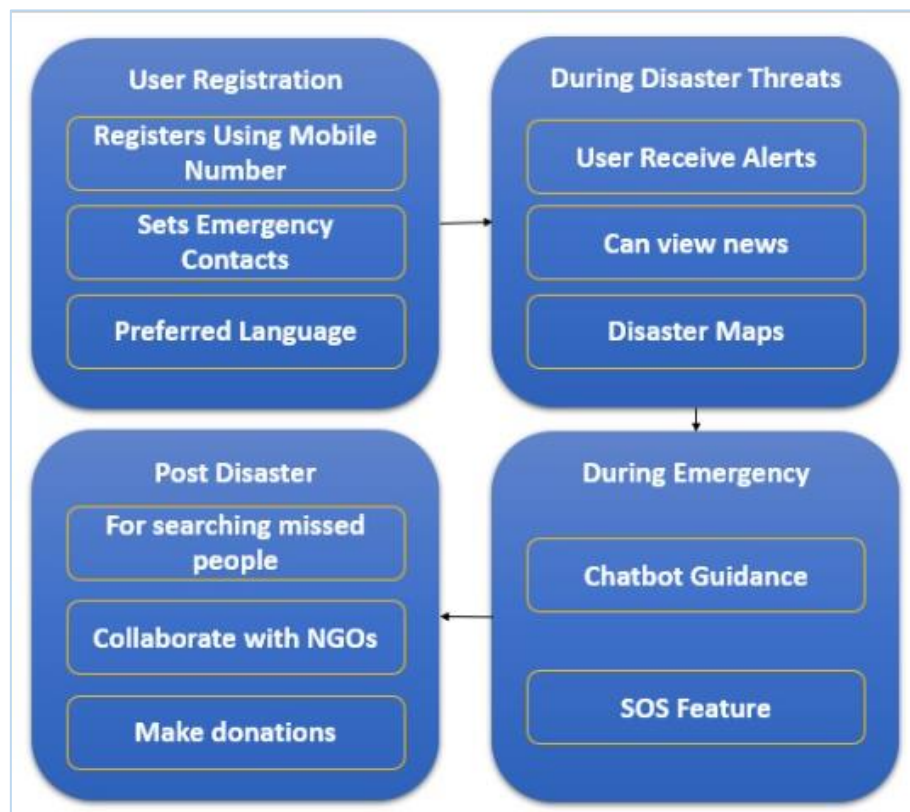 User Registration
Registers Using Mobile
Number
Sets Emergency
Contacts
Preferred Language
During Disaster Threats
User Receive Alerts
Can view news
Disaster Maps
During Emergency
Chatbot Guidance
SOS Feature
Post Disaster
For searching missed
people
Collaborate with NGOs
Make donations